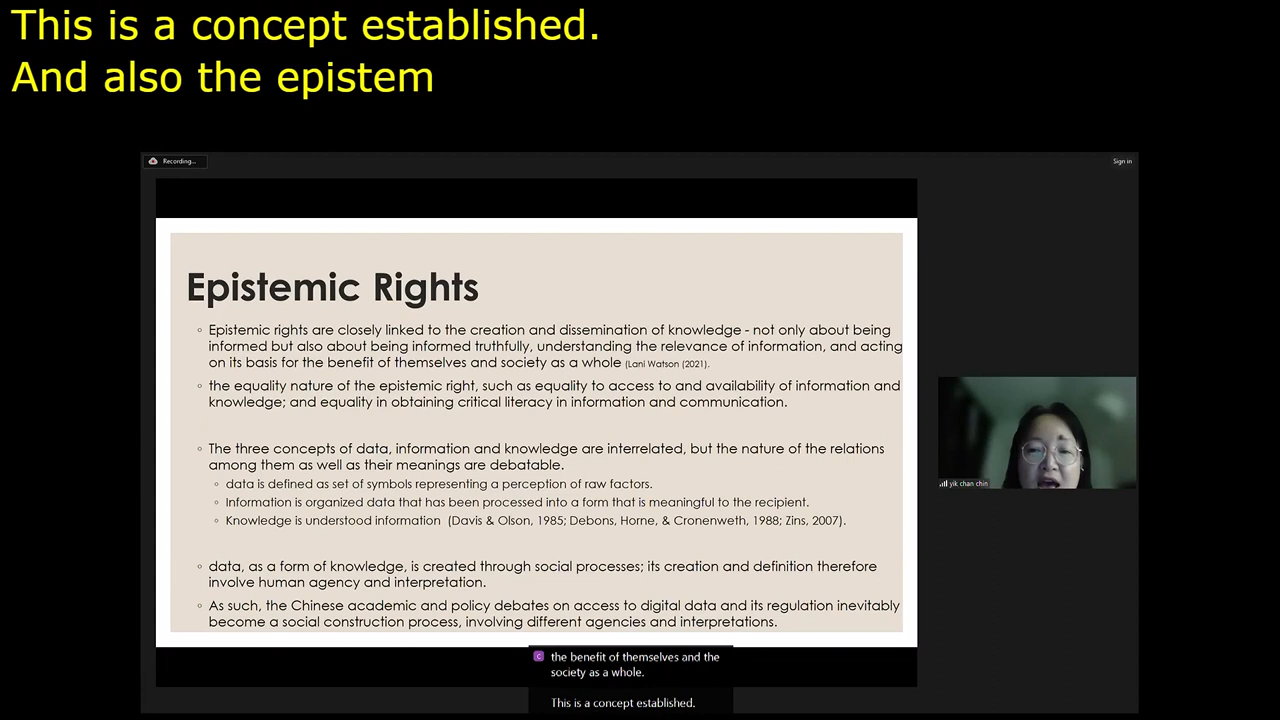 This is a concept established.
And also the epistem
Recording...
Sign in
Epistemic Rights
◦ Epistemic rights are closely linked to the creation and dissemination of knowledge - not only about being
informed but also about being informed truthfully, understanding the relevance of information, and acting
on its basis for the benefit of themselves and society as a whole (Lani Watson (2021).
◦ the equality nature of the epistemic right, such as equality to access to and availability of information and
knowledge; and equality in obtaining critical literacy in information and communication.
◦ The three concepts of data, information and knowledge are interrelated, but the nature of the relations
among them as well as their meanings are debatable.
◦ data is defined as set of symbols representing a perception of raw factors.
◦ Information is organized data that has been processed into a form that is meaningful to the recipient.
◦ Knowledge is understood information (Davis & Olson, 1985; Debons, Horne, & Cronenweth, 1988; Zins, 2007).
◦ data, as a form of knowledge, is created through social processes; its creation and definition therefore
involve human agency and interpretation.
◦ As such, the Chinese academic and policy debates on access to digital data and its regulation inevitably
become a social construction process, involving different agencies and interpretations.
yik chan chin
C the benefit of themselves and the
society as a whole.
This is a concept established.